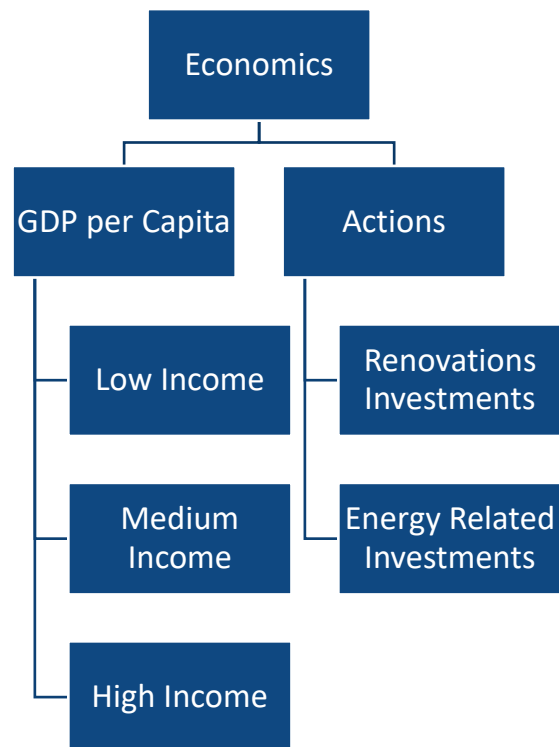 Economics
GDP per Capita
Actions
Low Income
Renovations
Investments
Medium
Income
Energy Related
Investments
High Income